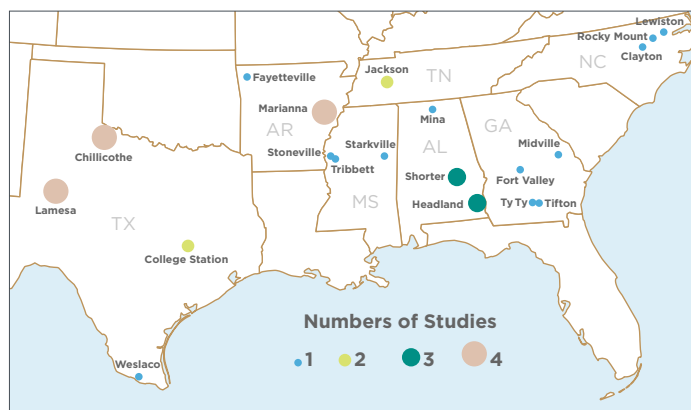 Lewiston
Rocky Mount
Clayton
NC
Jackson
TN
Fayetteville
Marianna
AR
Mina
GA
Chillicothe
Stoneville
Tribbett
Starkville
AL
Midville
Shorter
Fort Valley
Lamesa
MS
Headland
Ty Ty
Tifton
TX
College Station
Numbers of Studies
1 2 3 4
Weslaco